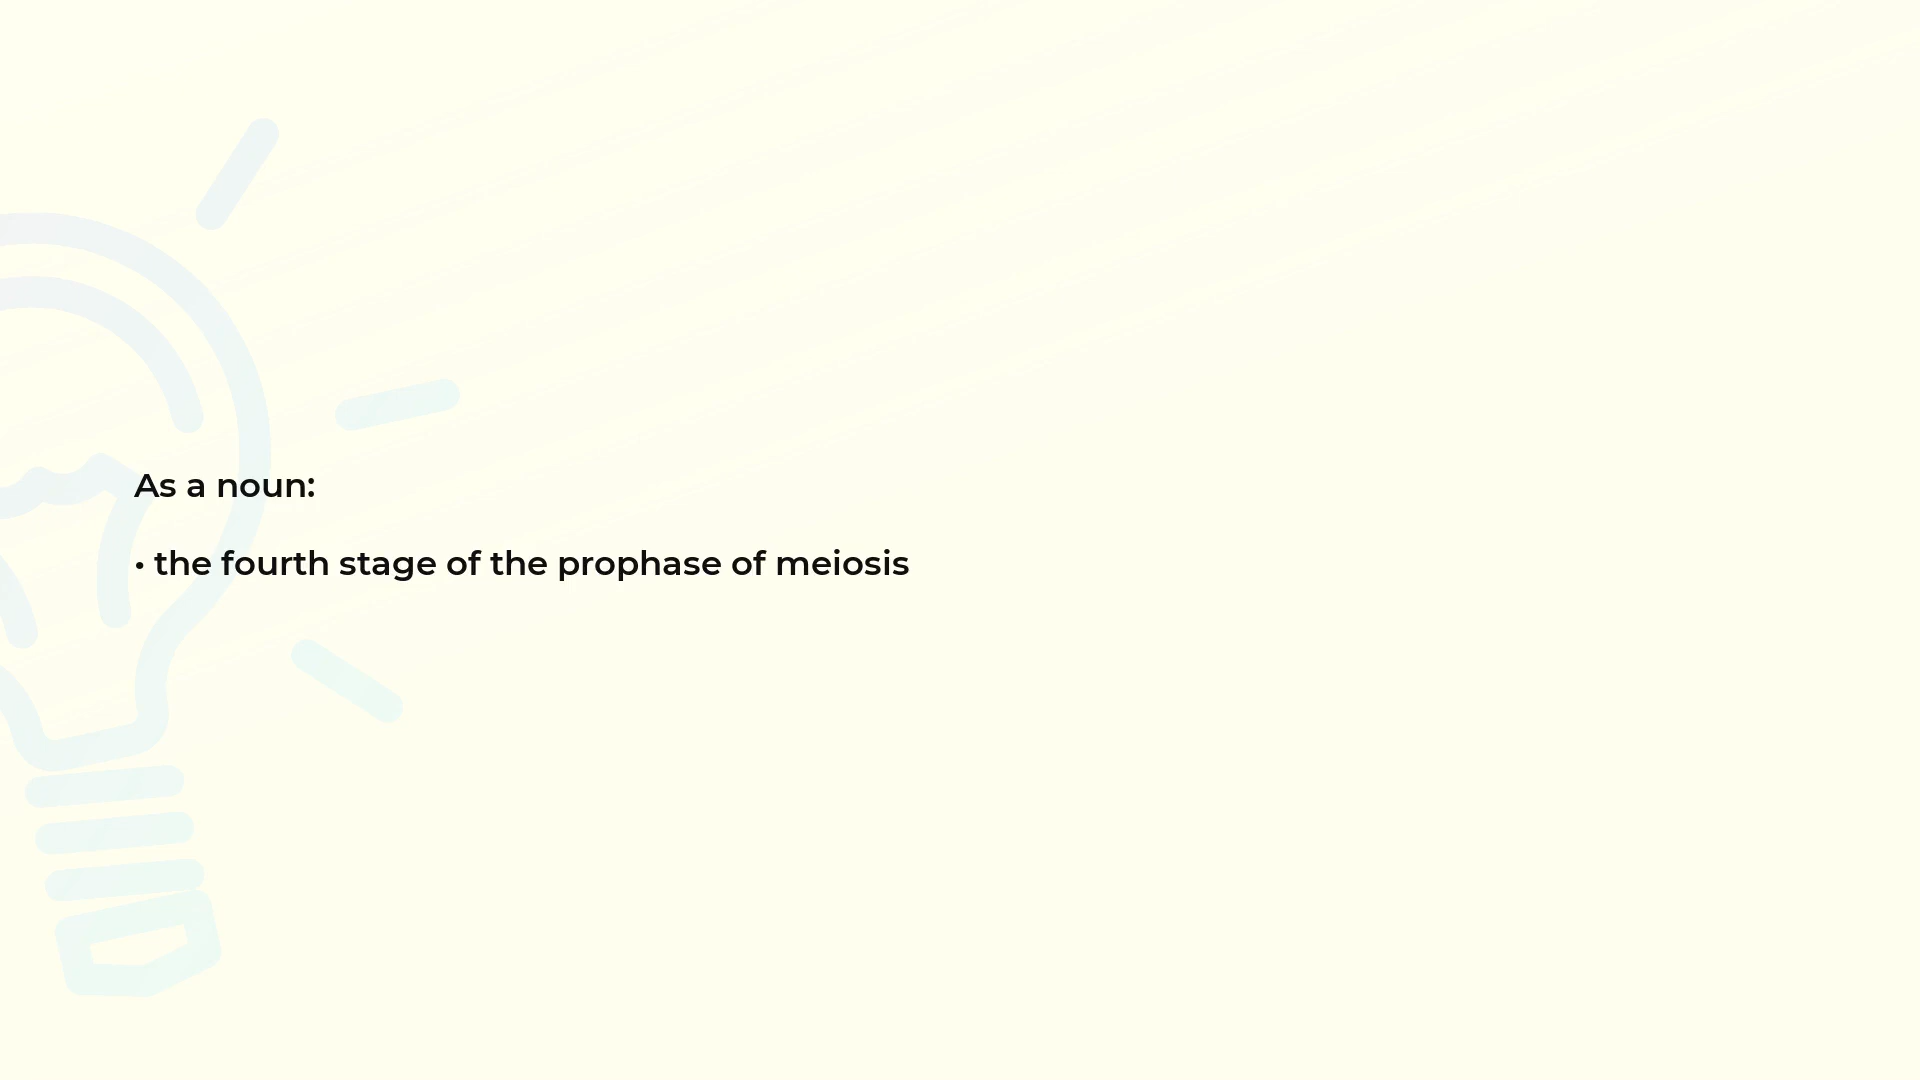 As a noun:
• the fourth stage of the prophase of meiosis